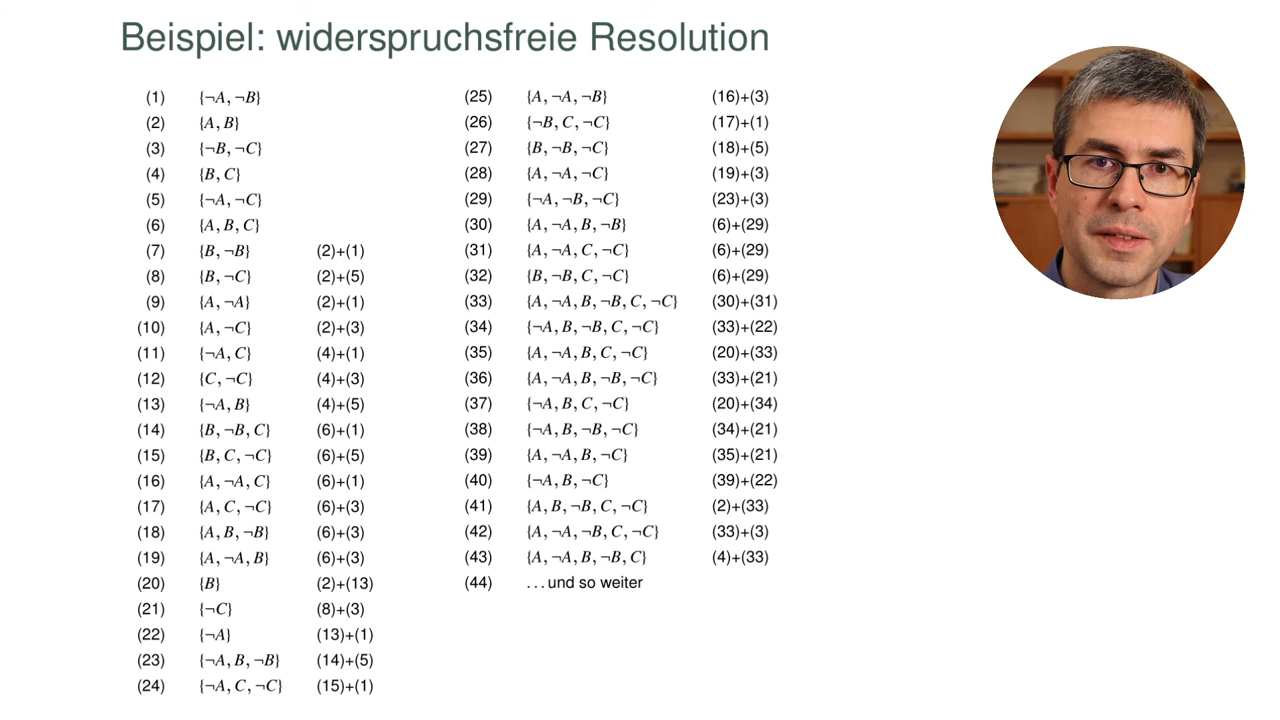 Beispiel: widerspruchsfreie Resolution
(1) {¬A, ¬B}
(2) {A, B}
(3) {¬B, ¬C}
(4) {B, C}
(5) {¬A, ¬C}
(6) {A, B, C}
(7) {B, ¬B} (2)+(1)
(8) {B, ¬C} (2)+(5)
(9) {A, ¬A} (2)+(1)
(10) {A, ¬C} (2)+(3)
(11) {¬A, C} (4)+(1)
(12) {C, ¬C} (4)+(3)
(13) {¬A, B} (4)+(5)
(14) {B, ¬B, C} (6)+(1)
(15) {B, C, ¬C} (6)+(5)
(16) {A, ¬A, C} (6)+(1)
(17) {A, C, ¬C} (6)+(3)
(18) {A, B, ¬B} (6)+(3)
(19) {A, ¬A, B} (6)+(3)
(20) {B} (2)+(13)
(21) {¬C} (8)+(3)
(22) {¬A} (13)+(1)
(23) {¬A, B, ¬B} (14)+(5)
(24) {¬A, C, ¬C} (15)+(1)
(25) {A, ¬A, ¬B} (16)+(3)
(26) {¬B, C, ¬C} (17)+(1)
(27) {B, ¬B, ¬C} (18)+(5)
(28) {A, ¬A, ¬C} (19)+(3)
(29) {¬A, ¬B, ¬C} (23)+(3)
(30) {A, ¬A, B, ¬B} (6)+(29)
(31) {A, ¬A, C, ¬C} (6)+(29)
(32) {B, ¬B, C, ¬C} (6)+(29)
(33) {A, ¬A, B, ¬B, C, ¬C} (30)+(31)
(34) {¬A, B, ¬B, C, ¬C} (33)+(22)
(35) {A, ¬A, B, C, ¬C} (20)+(33)
(36) {A, ¬A, B, ¬B, ¬C} (33)+(21)
(37) {¬A, B, C, ¬C} (20)+(34)
(38) {¬A, B, ¬B, ¬C} (34)+(21)
(39) {A, ¬A, B, ¬C} (35)+(21)
(40) {¬A, B, ¬C} (39)+(22)
(41) {A, B, ¬B, C, ¬C} (2)+(33)
(42) {A, ¬A, ¬B, C, ¬C} (33)+(3)
(43) {A, ¬A, B, ¬B, C} (4)+(33)
(44) . . . und so weiter